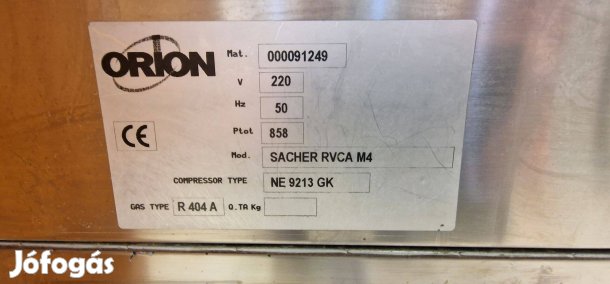 ORION
Mat. 000091249
V 220
Hz 50
Ptot 858
CE
Mod. SACHER RVCA M4
COMPRESSOR TYPE NE 9213 GK
GAS TYPE R 404 A Q.TA Kg
Jófogás